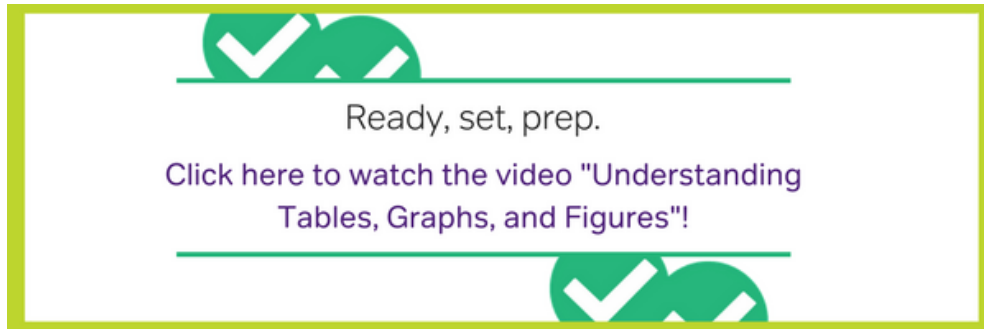 Ready, set, prep.
Click here to watch the video "Understanding
Tables, Graphs, and Figures"!